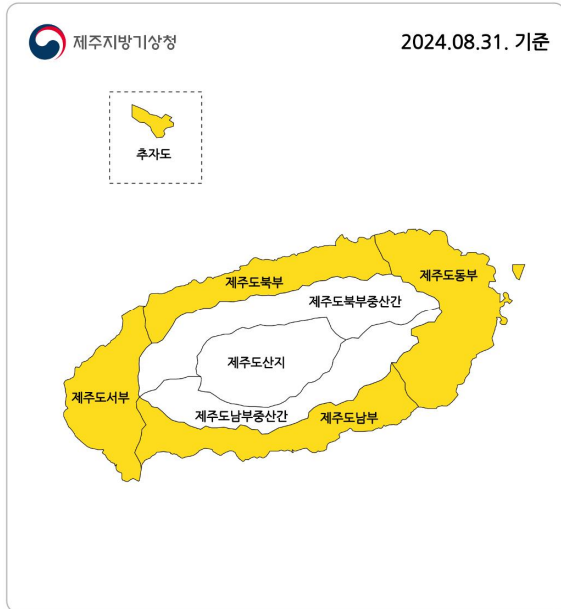 제주지방기상청
2024.08.31. 기준
추자도
제주도북부
제주도동부
제주도북부중산간
제주도산지
제주도서부
제주도남부중산간
제주도남부